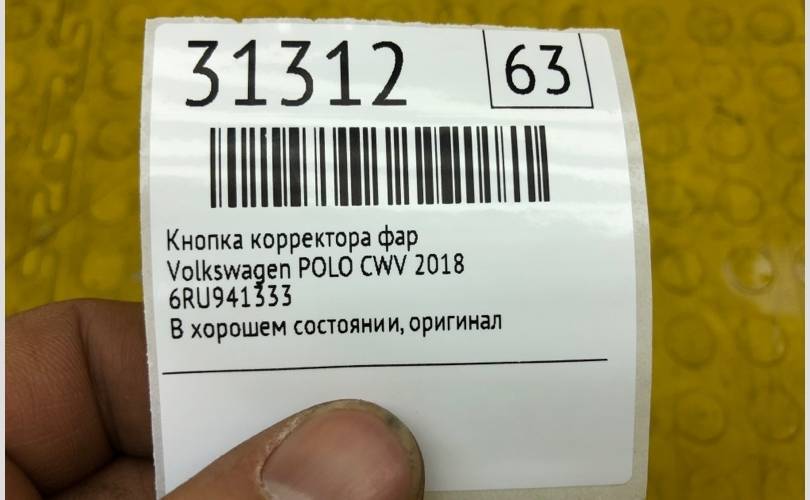 31312
63
Кнопка корректора фар
Volkswagen POLO CWV 2018
6RU941333
В хорошем состоянии, оригинал